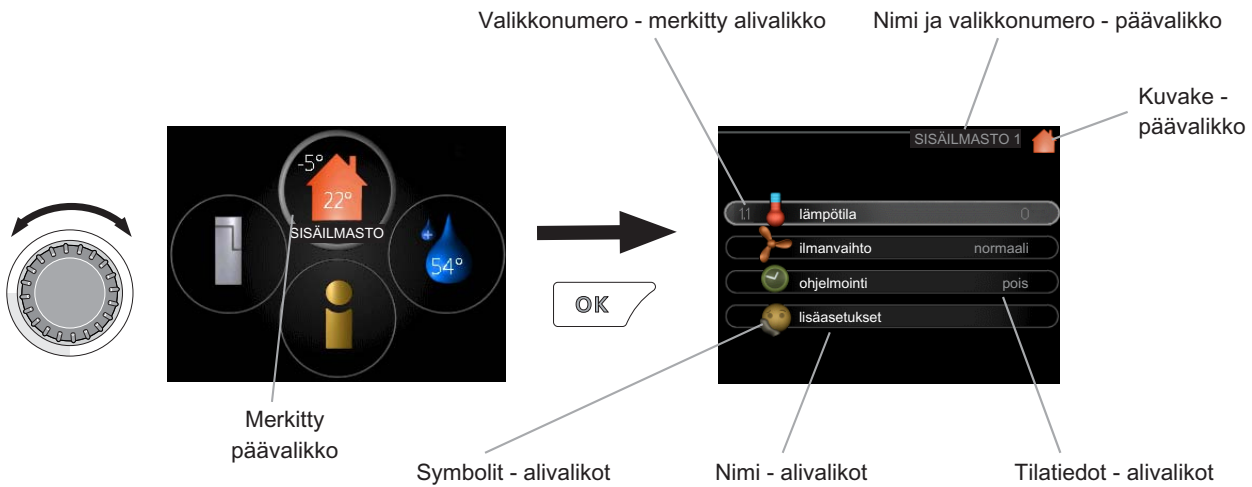 Valikkonumero - merkitty alivalikko
Nimi ja valikkonumero - päävalikko
Kuvake -
päävalikko
-5°
22°
SISÄILMASTO
54°
OK
SISÄILMASTO 1
1.1 lämpötila 0
ilmanvaihto normaali
ohjelmointi pois
lisäasetukset
Merkitty
päävalikko
Symbolit - alivalikot
Nimi - alivalikot
Tilatiedot - alivalikot